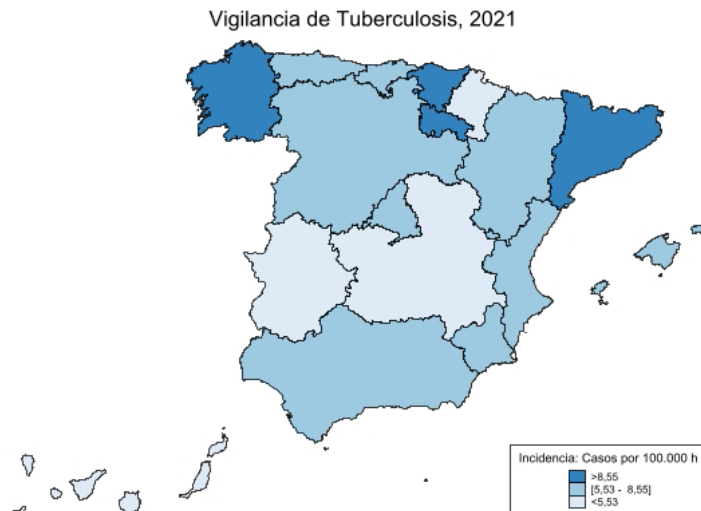 Vigilancia de Tuberculosis, 2021
Incidencia: Casos por 100.000 h
>8,55
[5,53 - 8,55]
<5,53